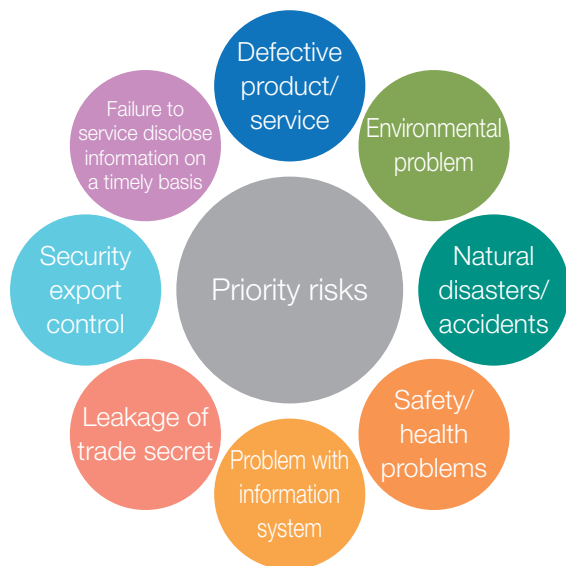 Defective
product/
service
Environmental
problem
Natural
disasters/
accidents
Safety/
health
problems
Problem with
information
system
Leakage of
trade secret
Security
export
control
Failure to
service disclose
information on
a timely basis
Priority risks